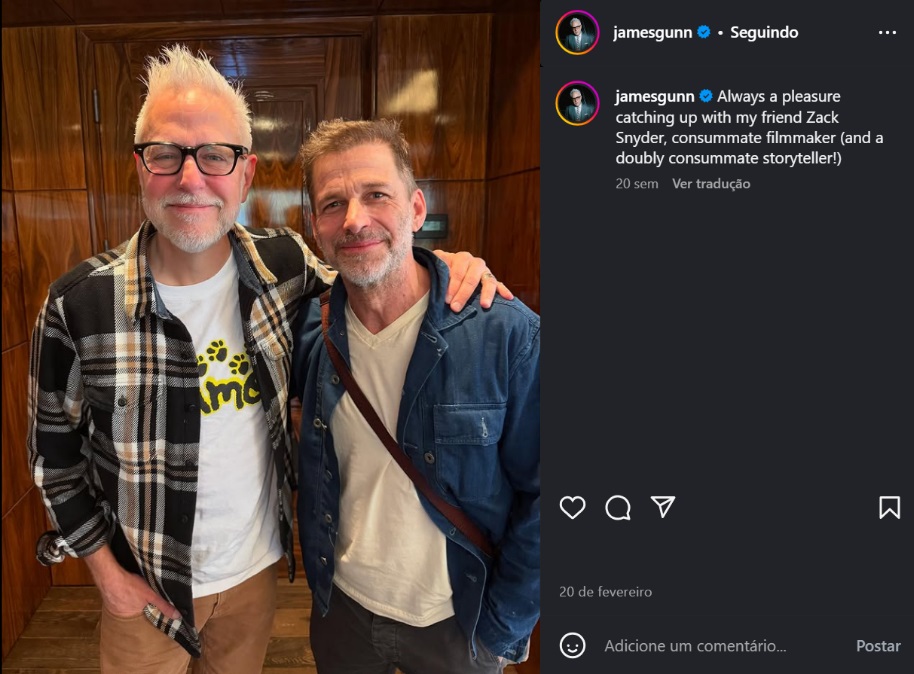 jamesgunn • Seguindo
jamesgunn Always a pleasure
catching up with my friend Zack
Snyder, consummate filmmaker (and a
doubly consummate storyteller!)
20 sem Ver tradução
20 de fevereiro
Adicione um comentário... Postar